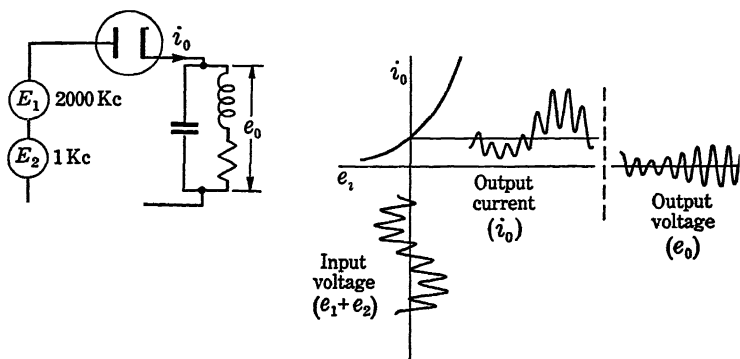 i₀
E₁ 2000 Kc
E₂ 1 Kc
e₀
i₀
eᵢ
Output
current
(i₀)
Output
voltage
(e₀)
Input
voltage
(e₁+e₂)